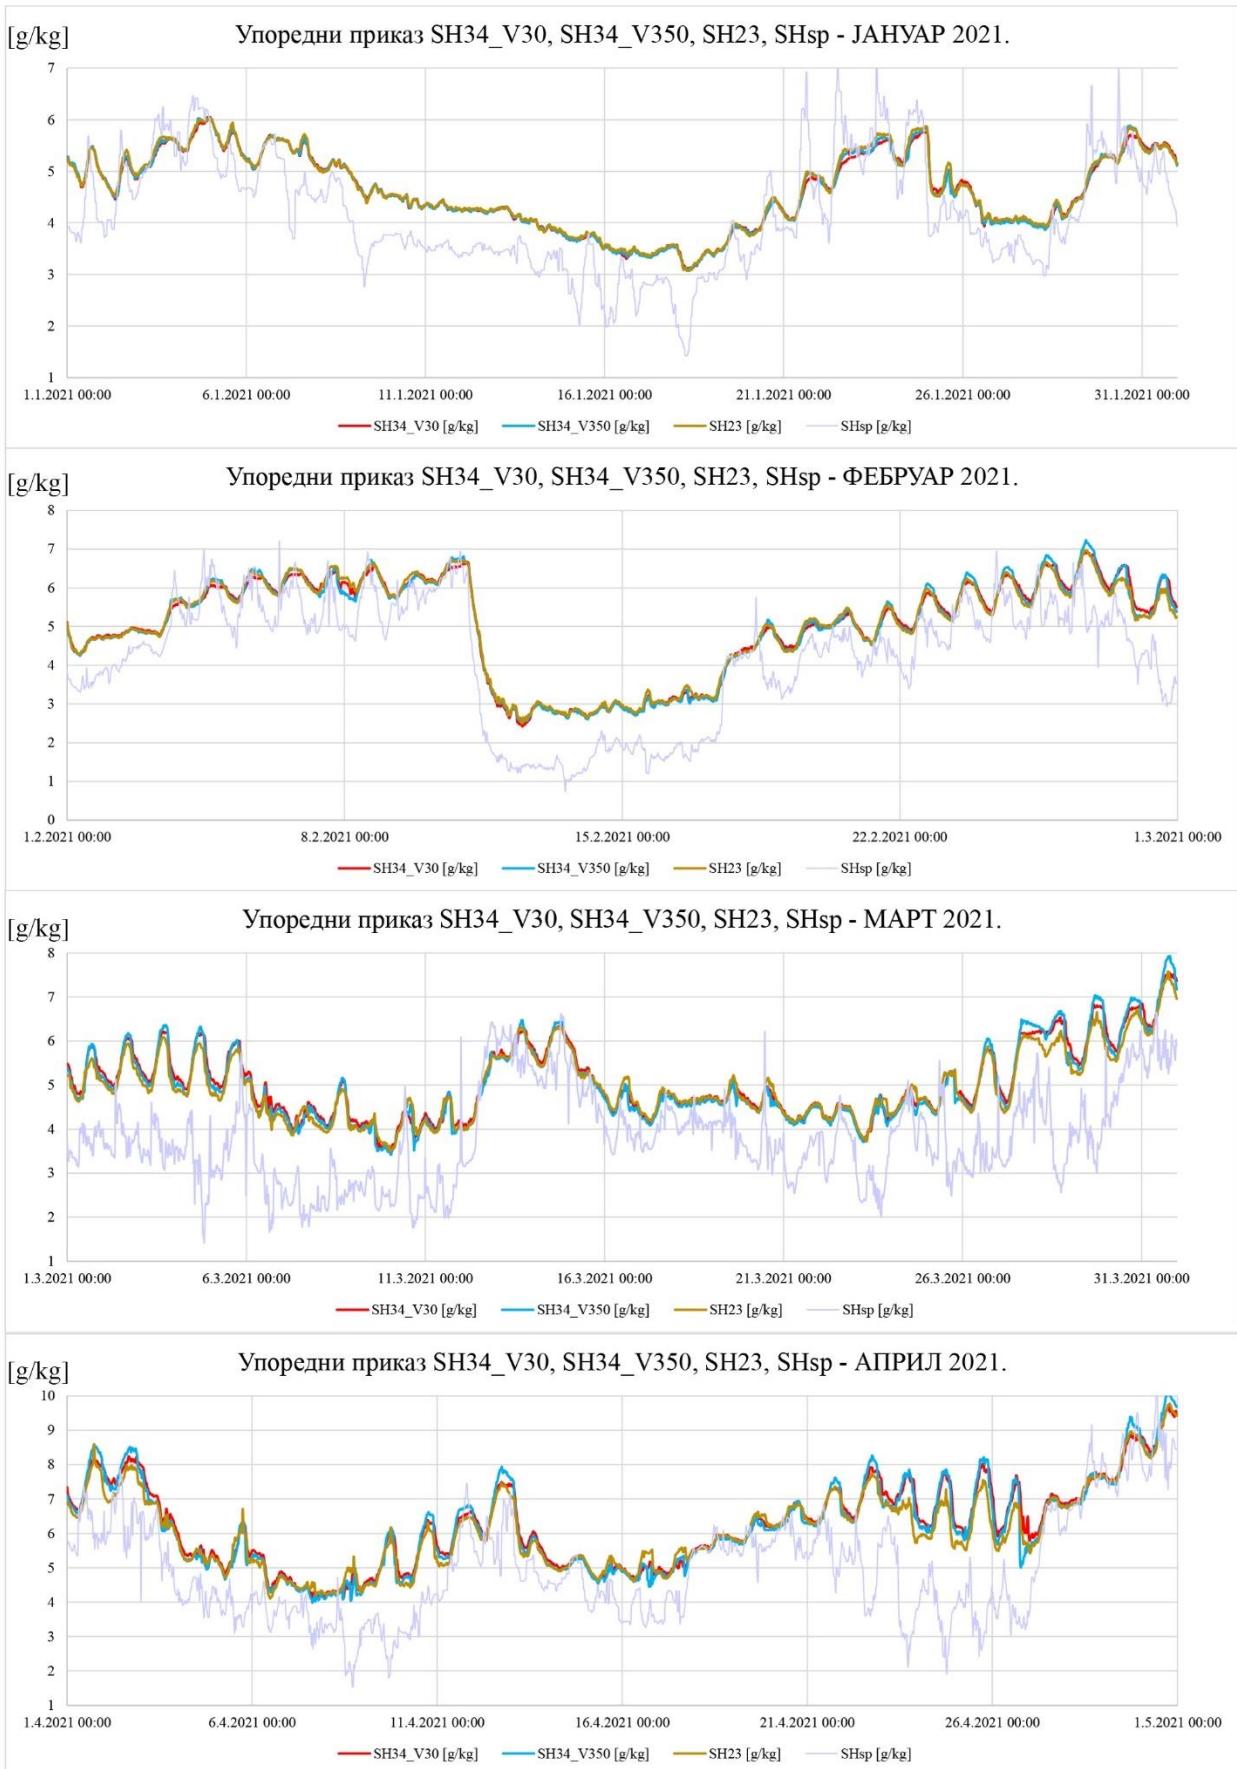 [g/kg]
Упоредни приказ SH34_V30, SH34_V350, SH23, SHsp - ЈАНУАР 2021.
7
6
5
4
3
2
1
1.1.2021 00:00 6.1.2021 00:00 11.1.2021 00:00 16.1.2021 00:00 21.1.2021 00:00 26.1.2021 00:00 31.1.2021 00:00
SH34_V30 [g/kg] SH34_V350 [g/kg] SH23 [g/kg] SHsp [g/kg]
[g/kg]
Упоредни приказ SH34_V30, SH34_V350, SH23, SHsp - ФЕБРУАР 2021.
8
7
6
5
4
3
2
1
0
1.2.2021 00:00 8.2.2021 00:00 15.2.2021 00:00 22.2.2021 00:00 1.3.2021 00:00
SH34_V30 [g/kg] SH34_V350 [g/kg] SH23 [g/kg] SHsp [g/kg]
[g/kg]
Упоредни приказ SH34_V30, SH34_V350, SH23, SHsp - МАРТ 2021.
8
7
6
5
4
3
2
1
1.3.2021 00:00 6.3.2021 00:00 11.3.2021 00:00 16.3.2021 00:00 21.3.2021 00:00 26.3.2021 00:00 31.3.2021 00:00
SH34_V30 [g/kg] SH34_V350 [g/kg] SH23 [g/kg] SHsp [g/kg]
[g/kg]
Упоредни приказ SH34_V30, SH34_V350, SH23, SHsp - АПРИЛ 2021.
10
9
8
7
6
5
4
3
2
1
1.4.2021 00:00 6.4.2021 00:00 11.4.2021 00:00 16.4.2021 00:00 21.4.2021 00:00 26.4.2021 00:00 1.5.2021 00:00
SH34_V30 [g/kg] SH34_V350 [g/kg] SH23 [g/kg] SHsp [g/kg]